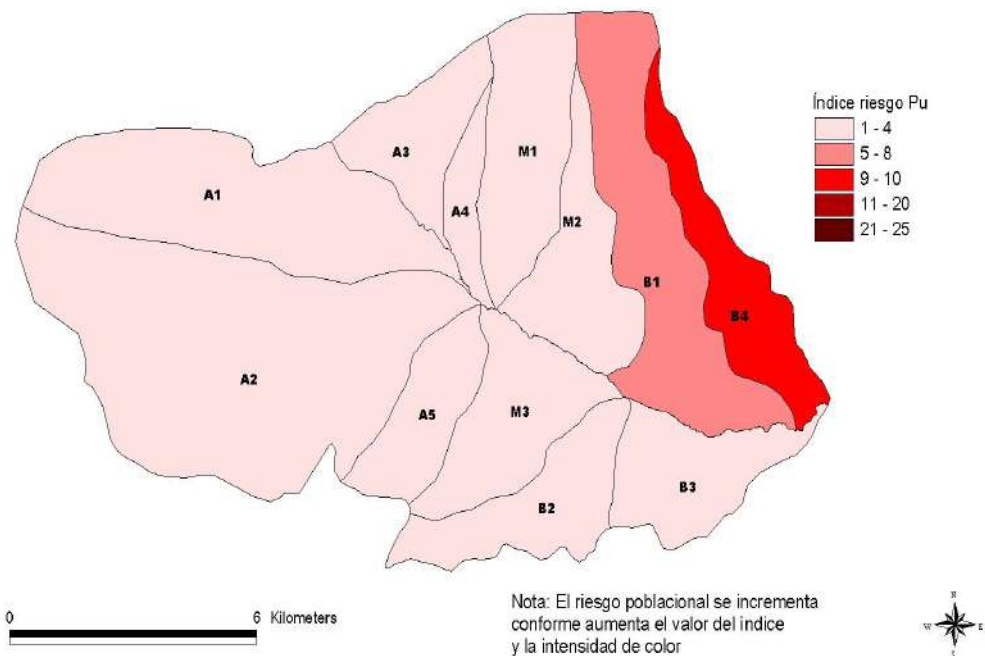 Índice riesgo Pu
1 - 4
5 - 8
9 - 10
11 - 20
21 - 25
A3
M1
A1
A4
M2
B1
B4
A2
A5
M3
B3
B2
0 6 Kilometers
Nota: El riesgo poblacional se incrementa
conforme aumenta el valor del índice
y la intensidad de color
N
W E
S